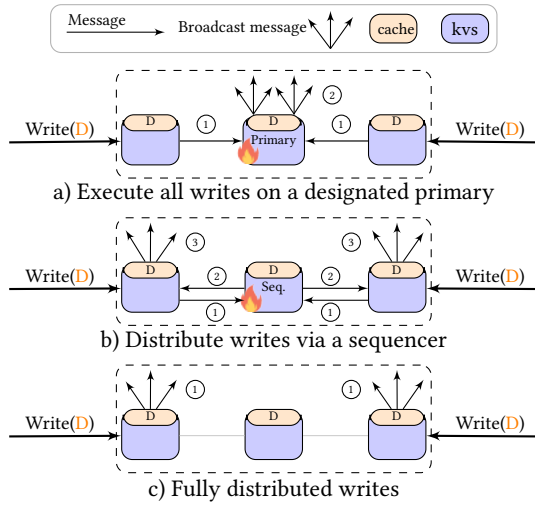 Message Broadcast message cache kvs
D D D
① ② ①
Write(D) Primary Write(D)
a) Execute all writes on a designated primary
③ ③
D D D
Write(D) ② Seq. ② Write(D)
① ①
b) Distribute writes via a sequencer
① ①
D D D
Write(D) Write(D)
c) Fully distributed writes